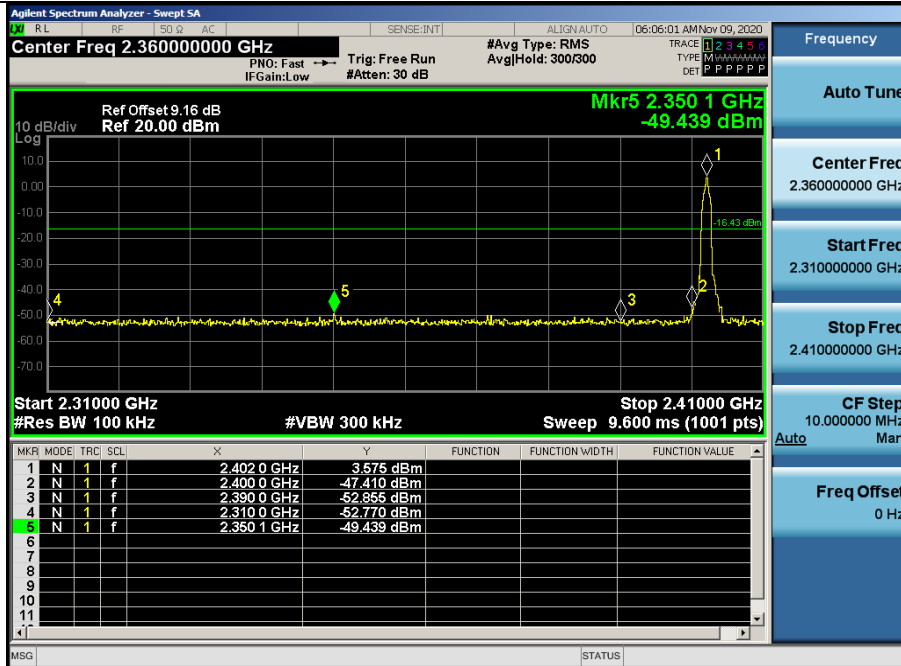 Agilent Spectrum Analyzer - Swept SA
LXI RL RF 50 Ω AC SENSE:INT ALIGN AUTO 06:06:01 AM Nov 09, 2020
Center Freq 2.360000000 GHz
PNO: Fast
IFGain:Low
Trig: Free Run
#Atten: 30 dB
#Avg Type: RMS
Avg|Hold: 300/300
TRACE 1 2 3 4 5 6
TYPE M
DET P P P P P P
Ref Offset 9.16 dB
Ref 20.00 dBm
10 dB/div
Log
Mkr5 2.350 1 GHz
-49.439 dBm
10.0
0.00
-10.0
-20.0
-30.0
-40.0
-50.0
-60.0
-70.0
-16.43 dBm
1
2
3
4
5
Start 2.31000 GHz
Stop 2.41000 GHz
#Res BW 100 kHz
#VBW 300 kHz
Sweep 9.600 ms (1001 pts)
MKR MODE TRC SCL X Y FUNCTION FUNCTION WIDTH FUNCTION VALUE
1 N 1 f 2.402 0 GHz 3.575 dBm
2 N 1 f 2.400 0 GHz -47.410 dBm
3 N 1 f 2.390 0 GHz -52.855 dBm
4 N 1 f 2.310 0 GHz -52.770 dBm
5 N 1 f 2.350 1 GHz -49.439 dBm
6
7
8
9
10
11
MSG
STATUS
Frequency
Auto Tune
Center Freq
2.360000000 GHz
Start Freq
2.310000000 GHz
Stop Freq
2.410000000 GHz
CF Step
10.000000 MHz
Auto Man
Freq Offset
0 Hz